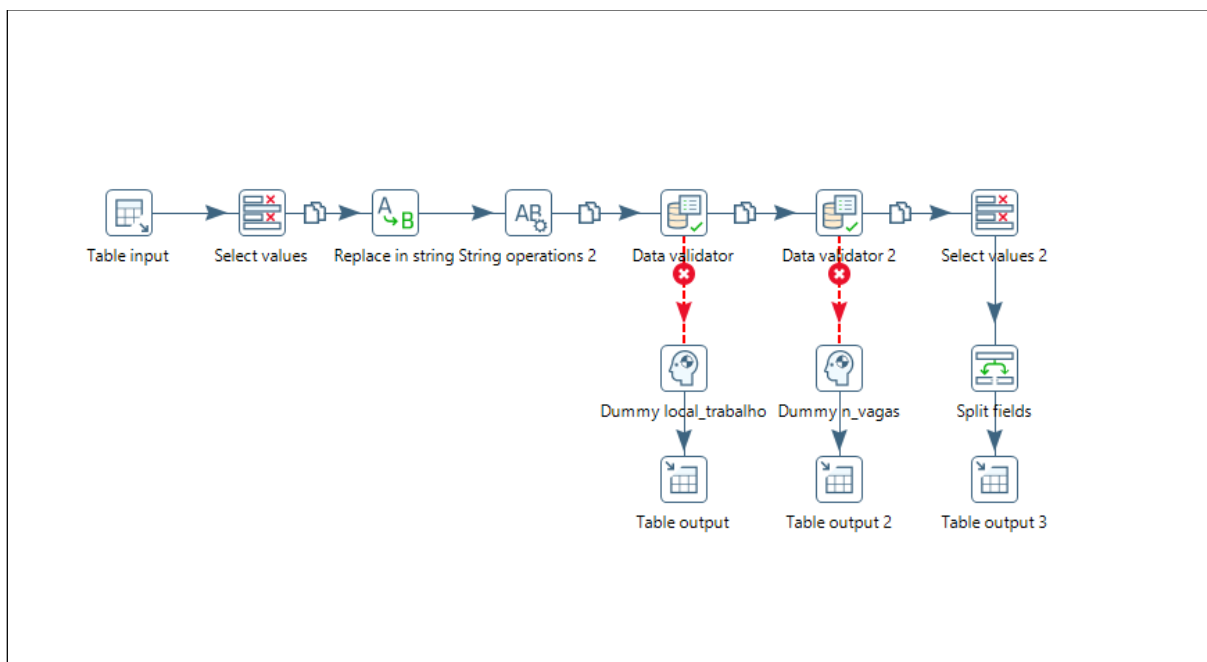 Table input
Select values
Replace in string
String operations 2
Data validator
Data validator 2
Select values 2
Dummy local_trabalho
Dummy n_vagas
Split fields
Table output
Table output 2
Table output 3